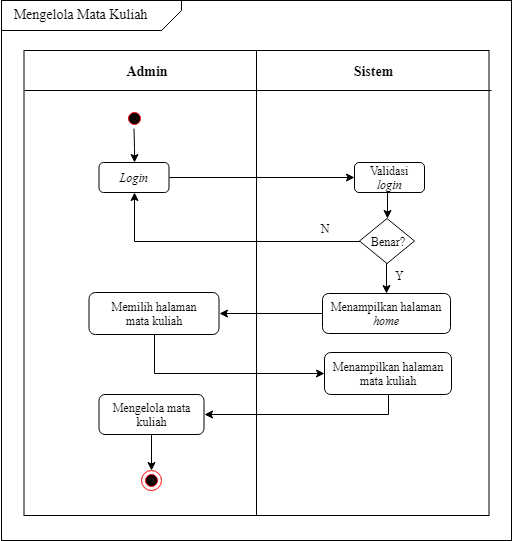 Mengelola Mata Kuliah
Admin
Sistem
Login
Validasi
login
Benar?
N
Y
Menampilkan halaman
home
Memilih halaman
mata kuliah
Menampilkan halaman
mata kuliah
Mengelola mata
kuliah